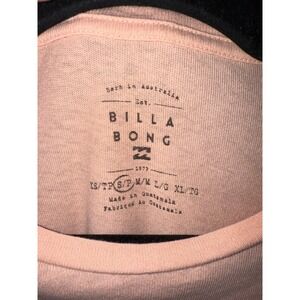 Born in Australia
Est.
BILLA
BONG
1973
XS/TP S/P M/M L/G XL/TG
Made in Guatemala
Fabriqué au Guatemala